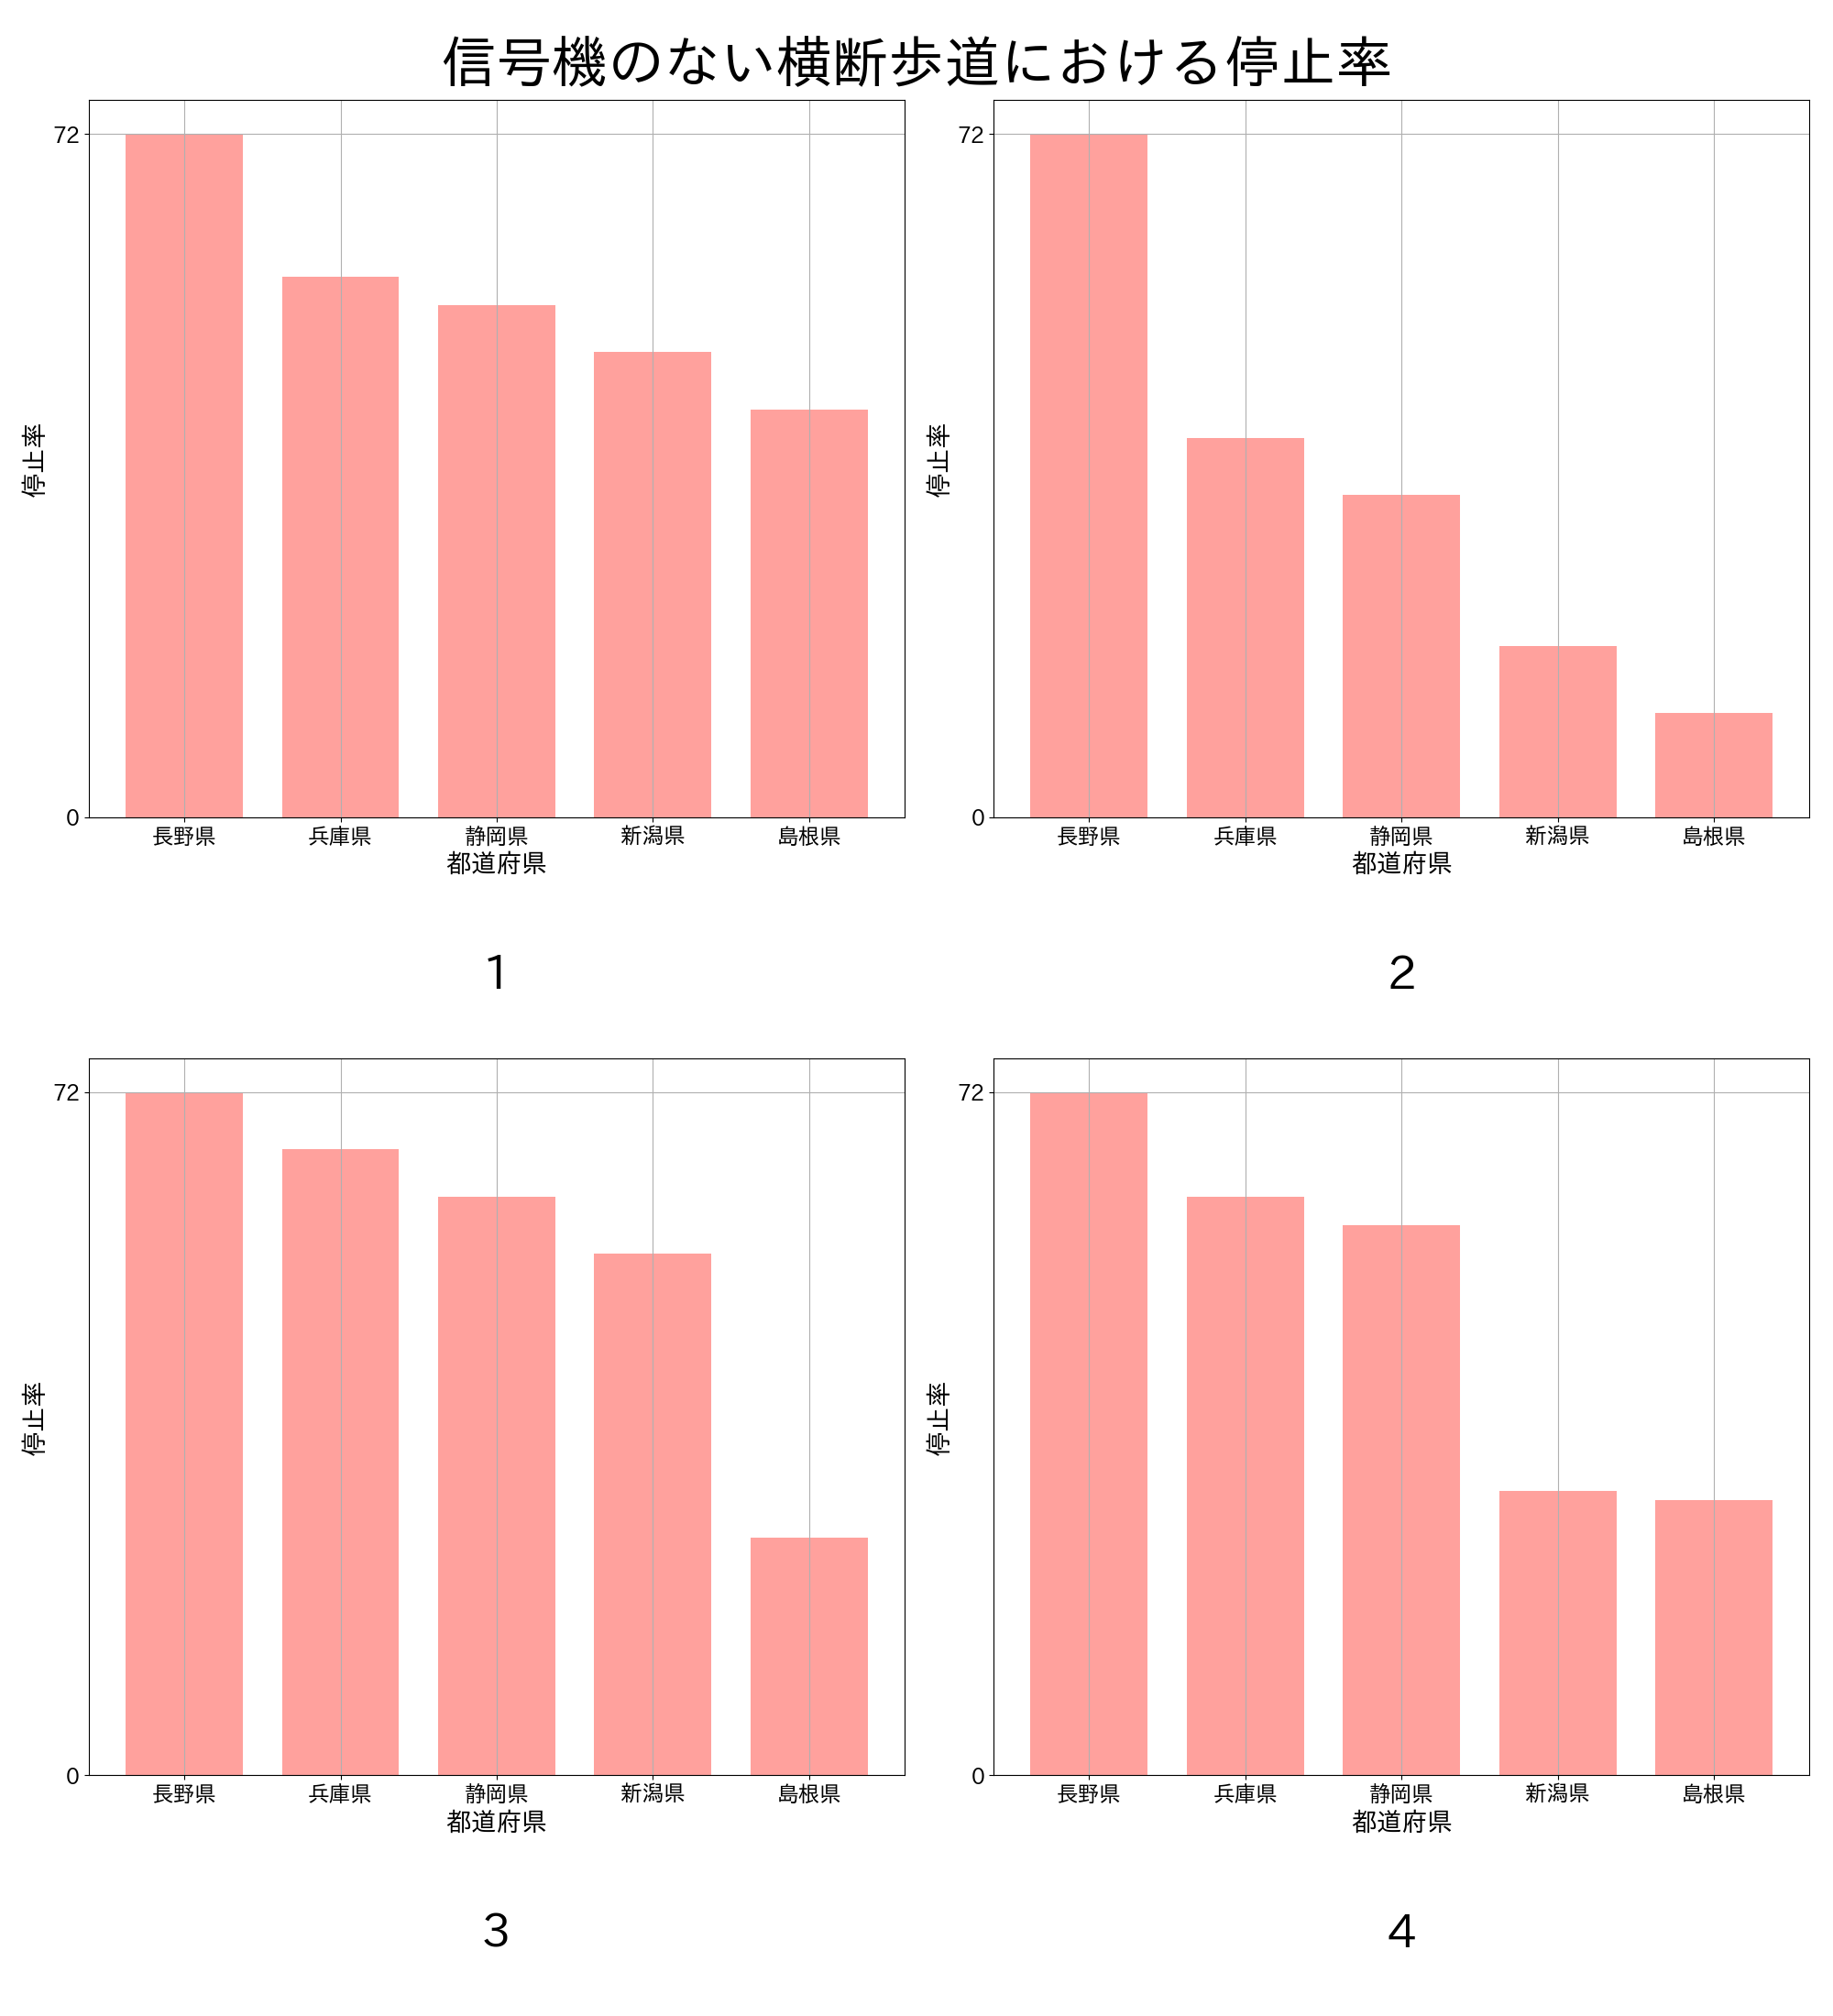 信号機のない横断歩道における停止率
72
0
停止率
長野県 兵庫県 静岡県 新潟県 島根県
都道府県
1
72
0
停止率
長野県 兵庫県 静岡県 新潟県 島根県
都道府県
2
72
0
停止率
長野県 兵庫県 静岡県 新潟県 島根県
都道府県
3
72
0
停止率
長野県 兵庫県 静岡県 新潟県 島根県
都道府県
4